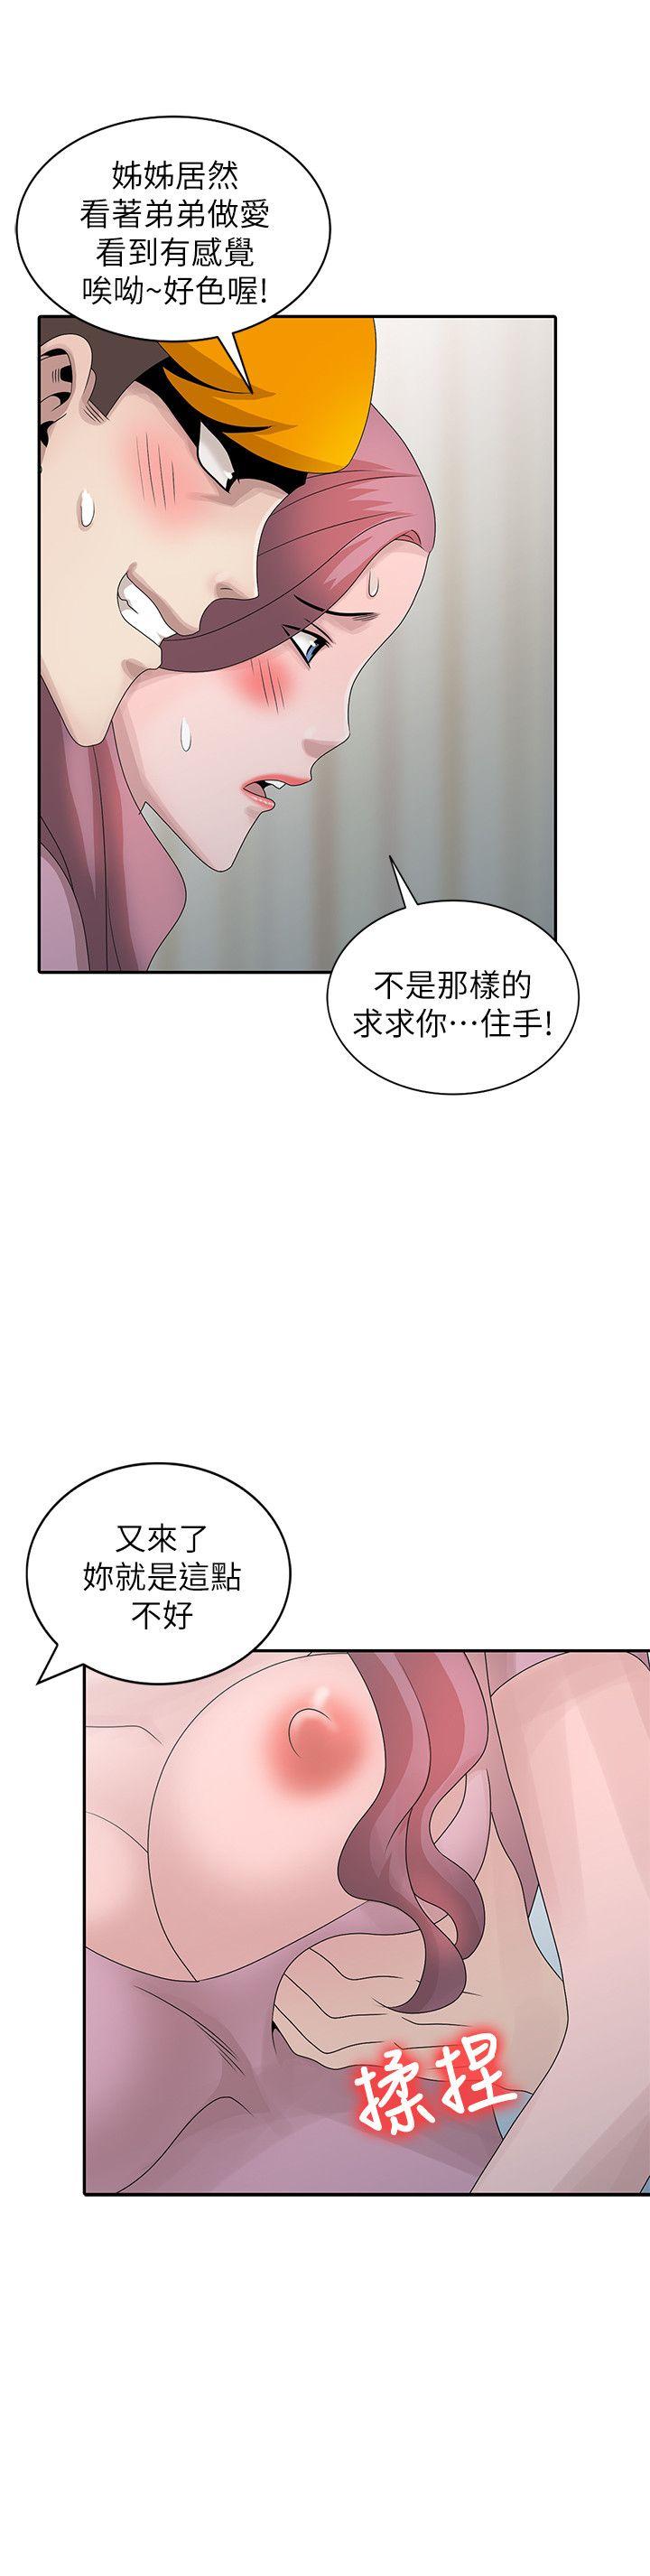 姊姊居然
看著弟弟做愛
看到有感覺
唉呦~好色喔!
不是那樣的
求求你⋯住手!
又來了
妳就是這點
不好
揉捏